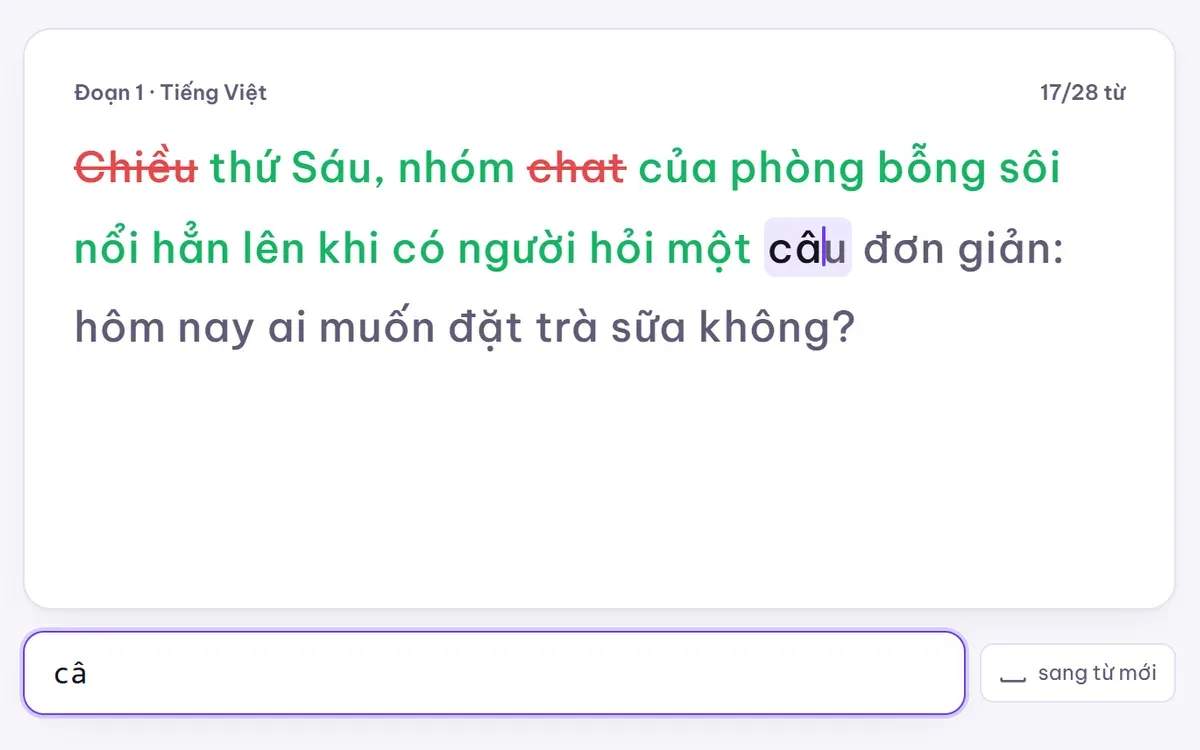 Đoạn 1 · Tiếng Việt
17/28 từ
Chiều thứ Sáu, nhóm chat của phòng bỗng sôi
nổi hẳn lên khi có người hỏi một câu đơn giản:
hôm nay ai muốn đặt trà sữa không?
câ
sang từ mới